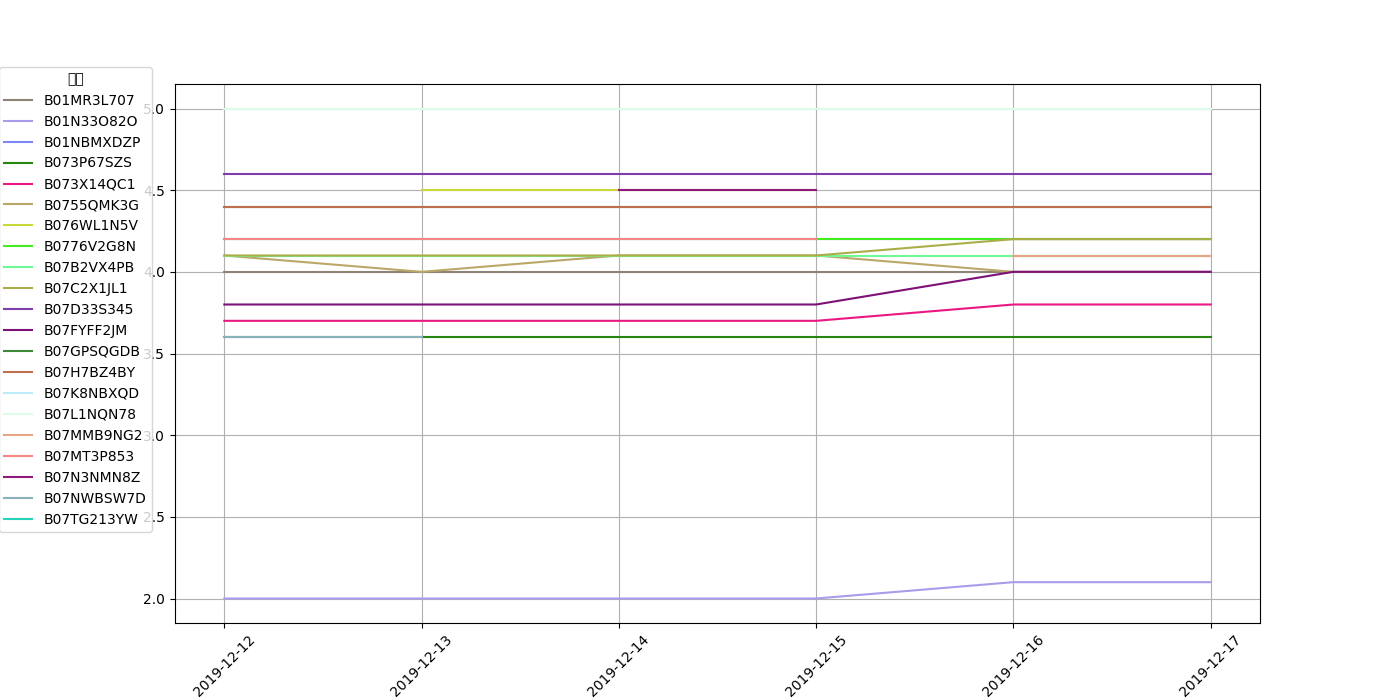 B01MR3L707
B01N33O82O
B01NBMXDZP
B073P67SZS
B073X14QC1
B0755QMK3G
B076WL1N5V
B0776V2G8N
B07B2VX4PB
B07C2X1JL1
B07D33S345
B07FYFF2JM
B07GPSQGDB
B07H7BZ4BY
B07K8NBXQD
B07L1NQN78
B07MMB9NG2
B07MT3P853
B07N3NMN8Z
B07NWBSW7D
B07TG213YW
5.0
4.5
4.0
3.5
3.0
2.5
2.0
2019-12-12
2019-12-13
2019-12-14
2019-12-15
2019-12-16
2019-12-17